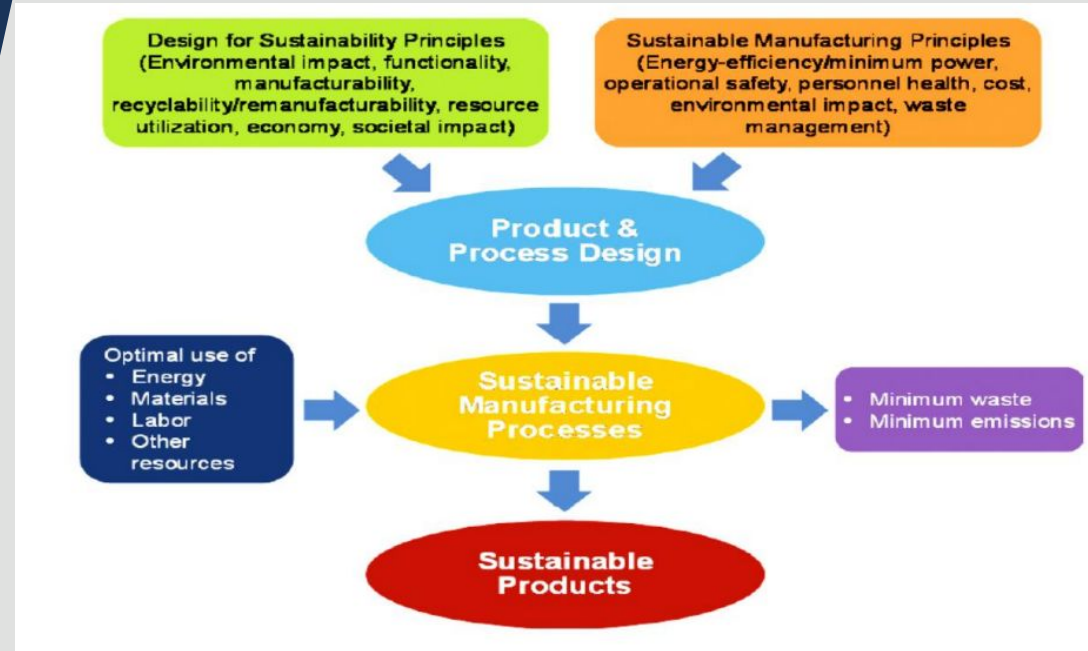 Design for Sustainability Principles
(Environmental impact, functionality,
manufacturability,
recyclability/remanufacturability, resource
utilization, economy, societal impact)
Sustainable Manufacturing Principles
(Energy-efficiency/minimum power,
operational safety, personnel health, cost,
environmental impact, waste
management)
Product &
Process Design
Optimal use of
• Energy
• Materials
• Labor
• Other
resources
Sustainable
Manufacturing
Processes
• Minimum waste
• Minimum emissions
Sustainable
Products